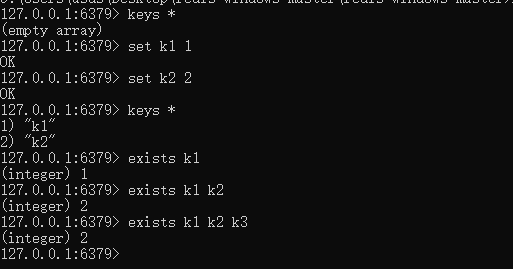 127.0.0.1:6379> keys *
(empty array)
127.0.0.1:6379> set k1 1
OK
127.0.0.1:6379> set k2 2
OK
127.0.0.1:6379> keys *
1) "k1"
2) "k2"
127.0.0.1:6379> exists k1
(integer) 1
127.0.0.1:6379> exists k1 k2
(integer) 2
127.0.0.1:6379> exists k1 k2 k3
(integer) 2
127.0.0.1:6379>